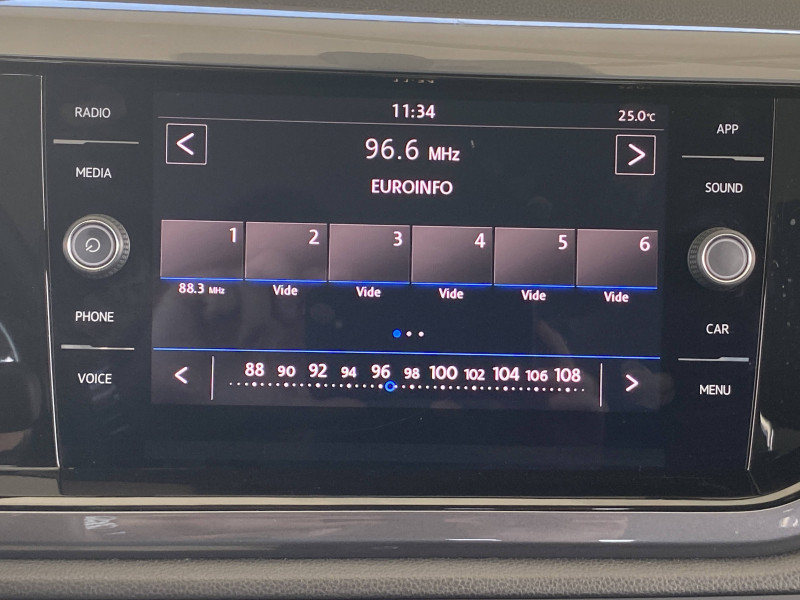 RADIO
MEDIA
PHONE
VOICE
11:34
25.0°C
<
96.6 MHz
>
EUROINFO
1 2 3 4 5 6
88.3 MHz Vide Vide Vide Vide Vide
< 88 90 92 94 96 98 100 102 104 106 108 >
APP
SOUND
CAR
MENU